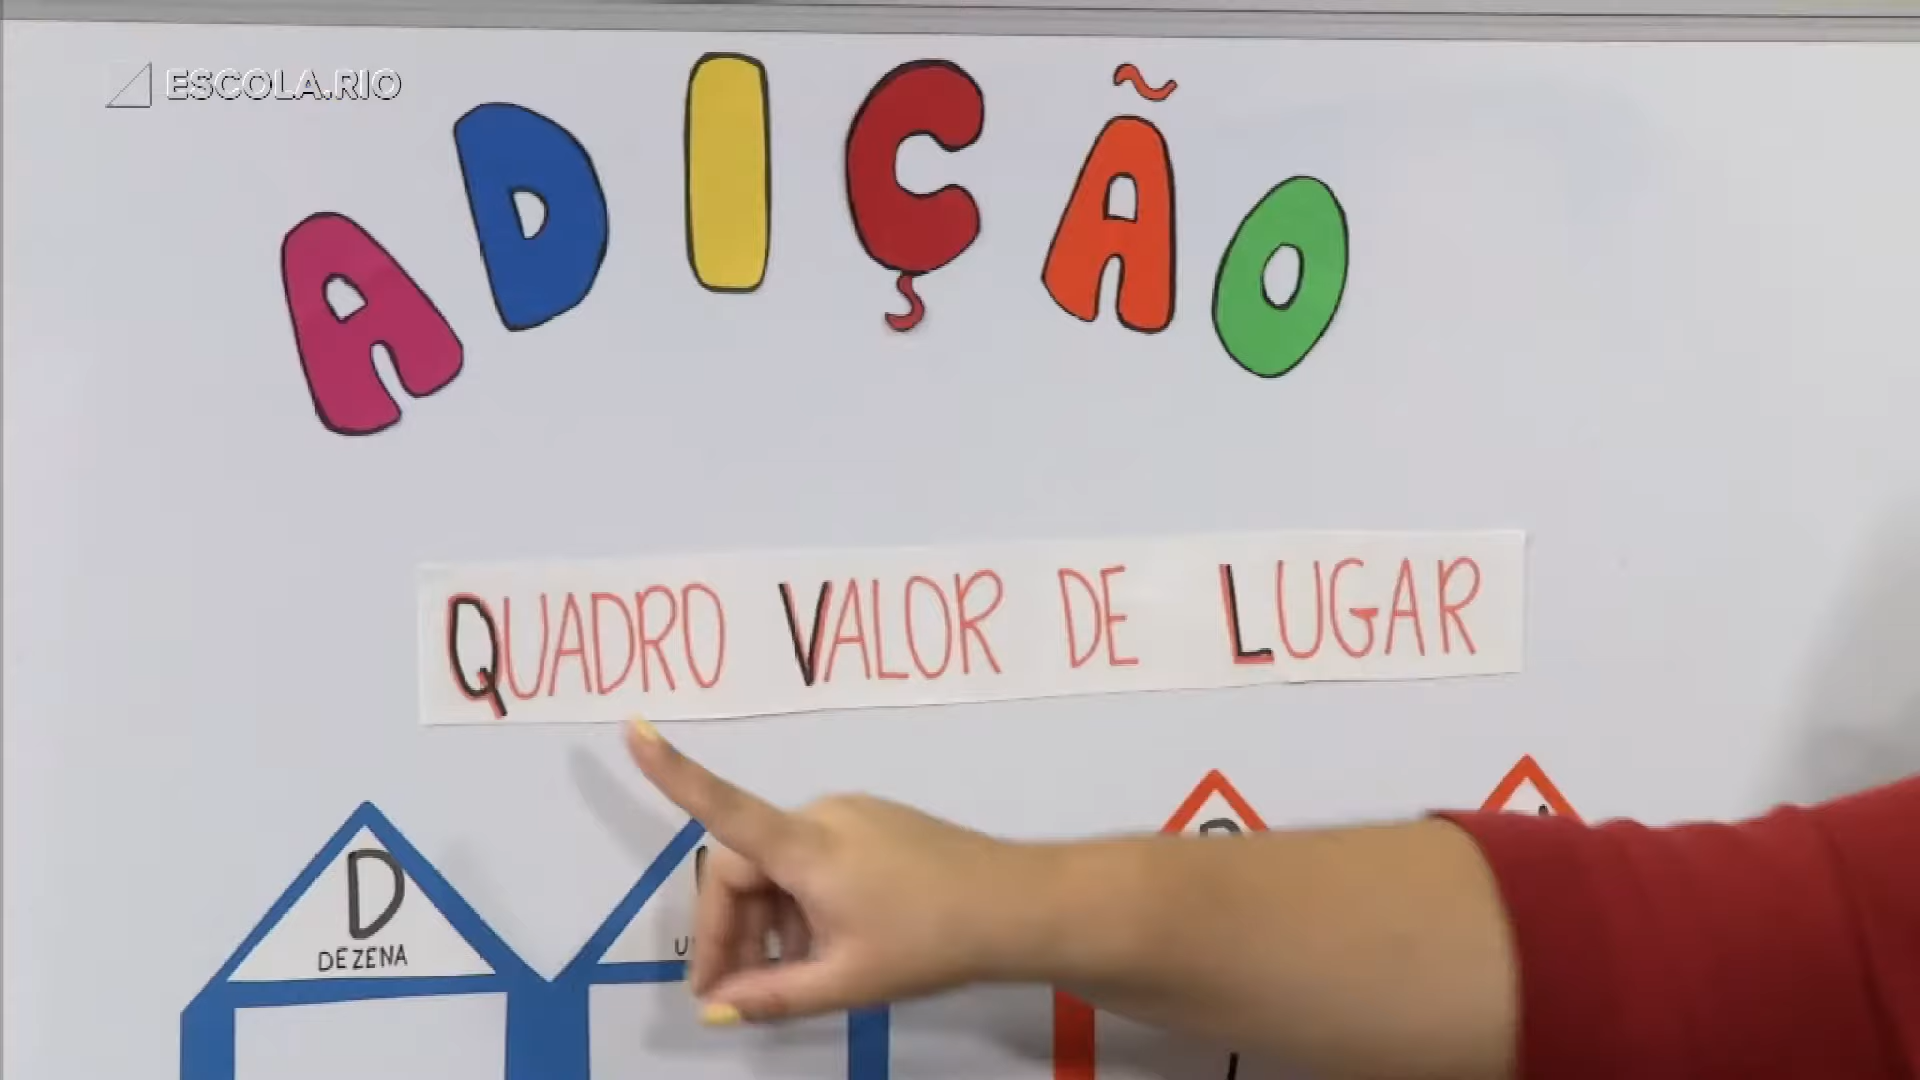 ESCOLA.RIO
ADIÇÃO
QUADRO VALOR DE LUGAR
D
DEZENA